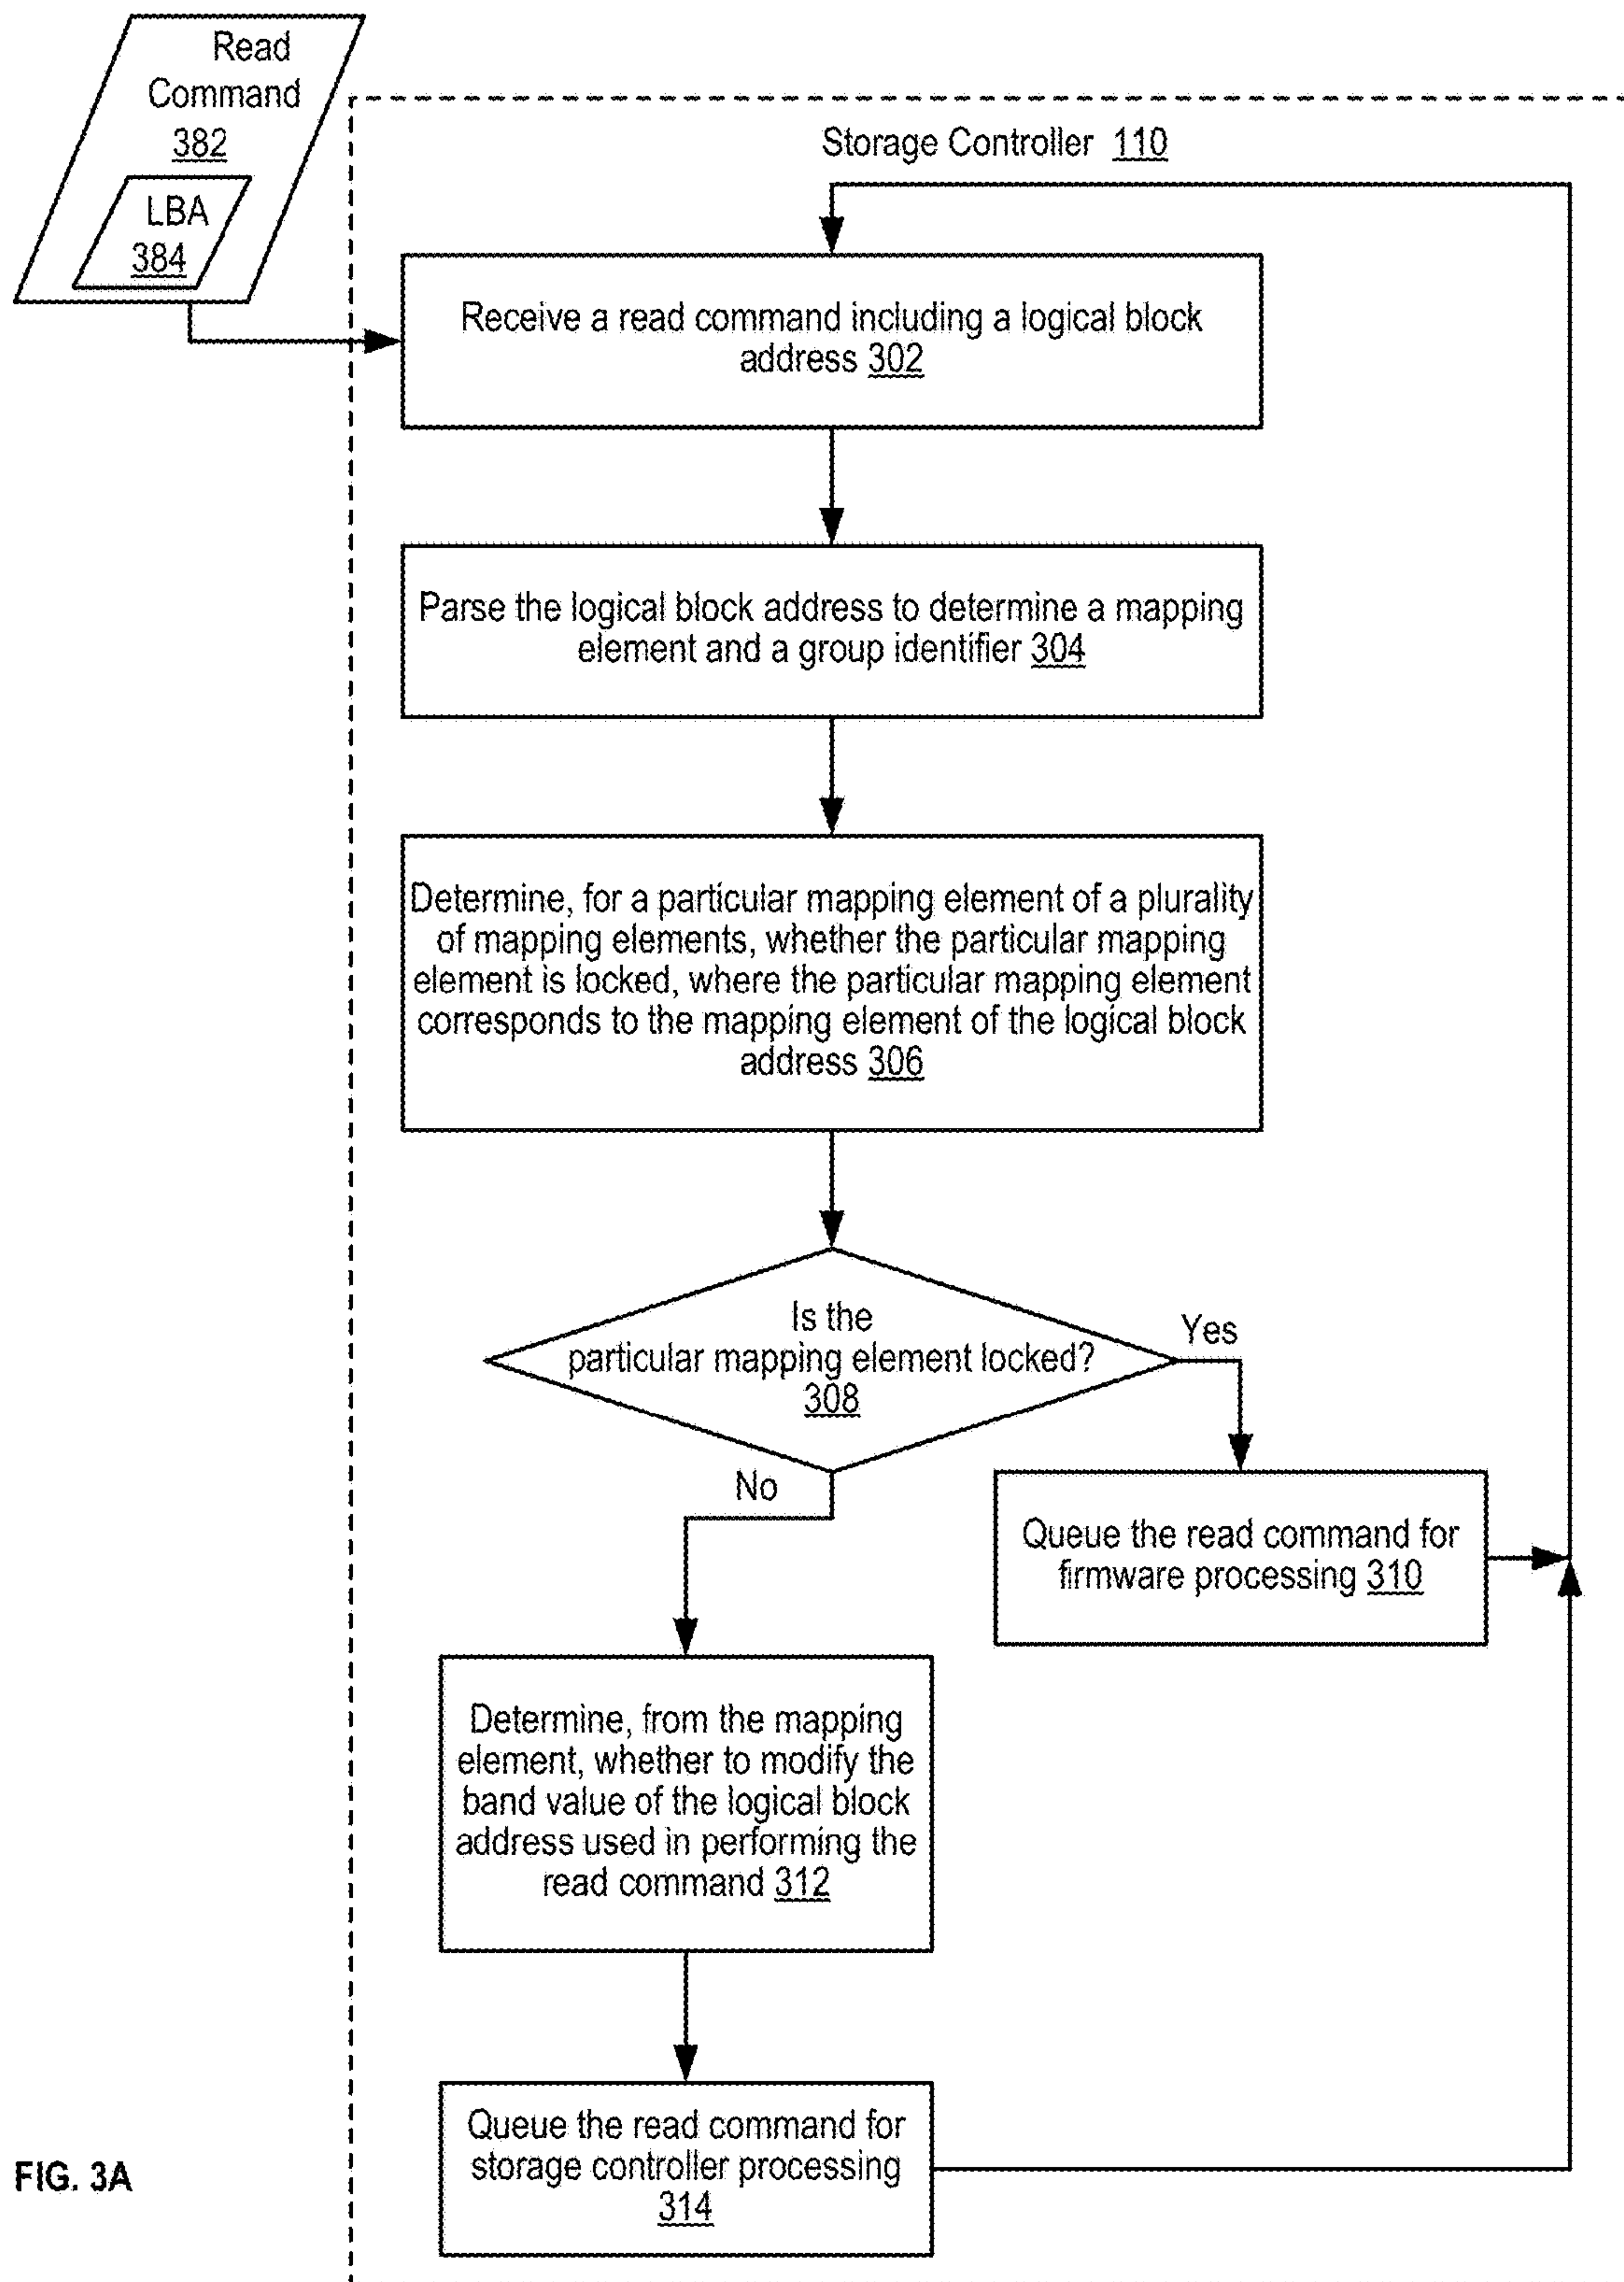 Read
Command
382
LBA
384
Storage Controller 110
Receive a read command including a logical block
address 302
Parse the logical block address to determine a mapping
element and a group identifier 304
Determine, for a particular mapping element of a plurality
of mapping elements, whether the particular mapping
element is locked, where the particular mapping element
corresponds to the mapping element of the logical block
address 306
Is the
particular mapping element locked?
308
Yes
No
Queue the read command for
firmware processing 310
Determine, from the mapping
element, whether to modify the
band value of the logical block
address used in performing the
read command 312
Queue the read command for
storage controller processing
314
FIG. 3A